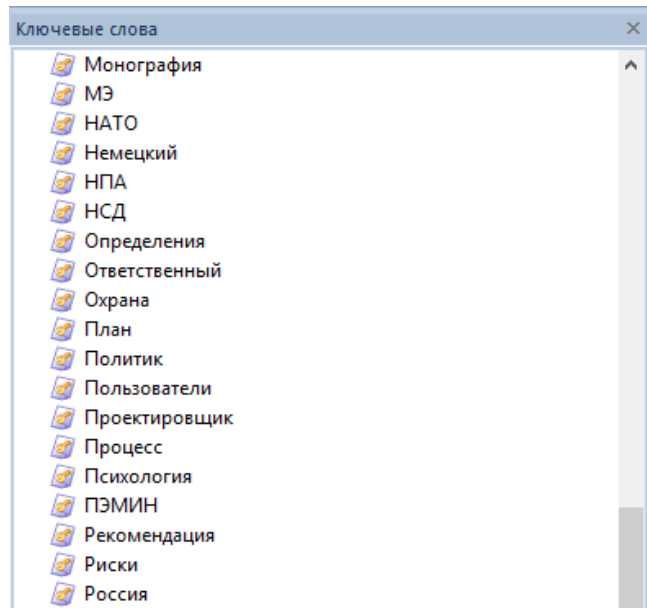 Ключевые слова
Монография
МЭ
НАТО
Немецкий
НПА
НСД
Определения
Ответственный
Охрана
План
Политик
Пользователи
Проектировщик
Процесс
Психология
ПЭМИН
Рекомендация
Риски
Россия